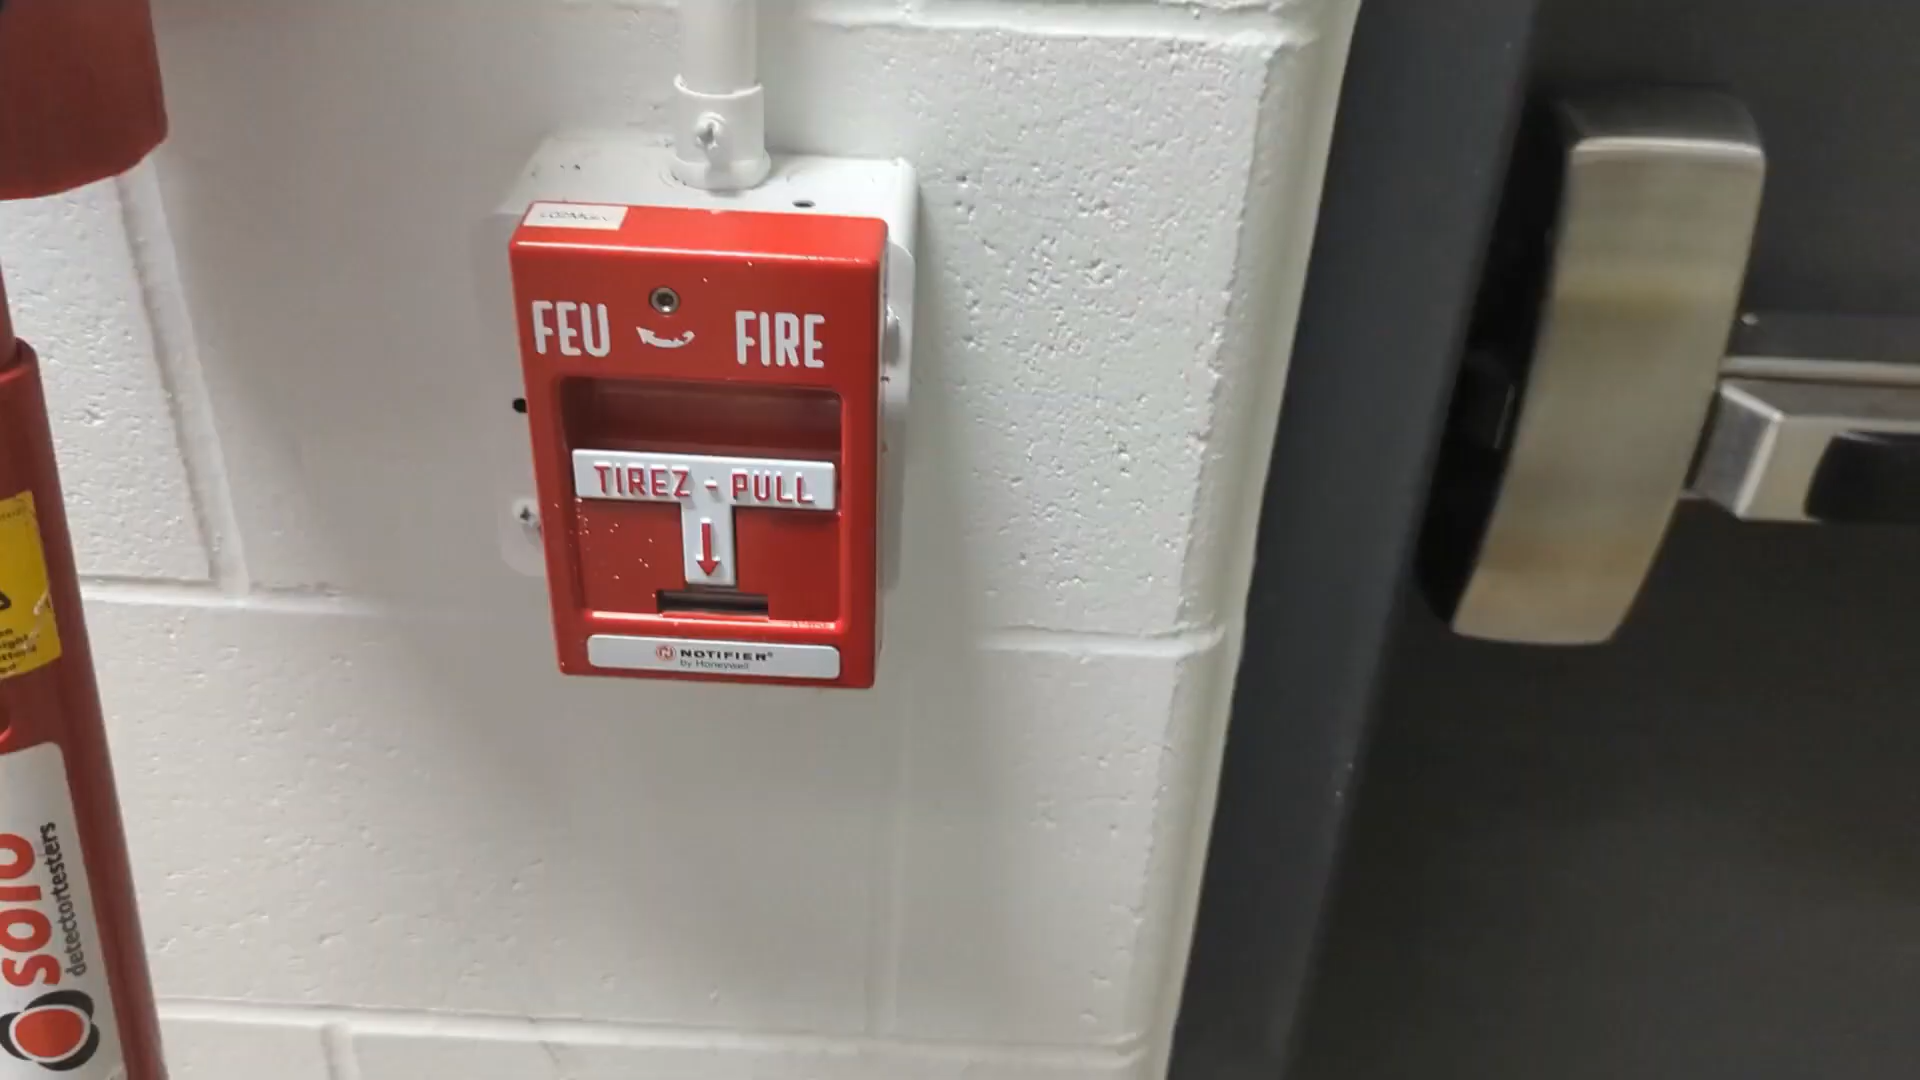 FEU FIRE
TIREZ - PULL
NOTIFIER®
by Honeywell
solo
detectortesters